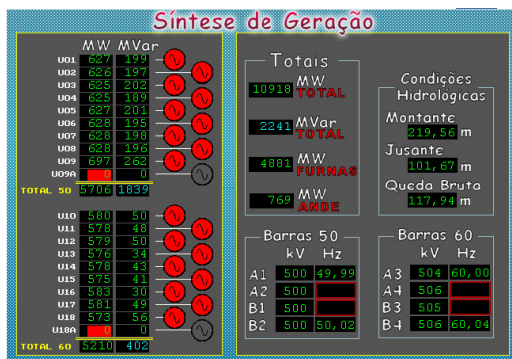 Síntese de Geração
MW MVar
U01 627 199
U02 626 197
U03 625 202
U04 625 189
U05 627 201
U06 628 195
U07 628 198
U08 628 196
U09 697 262
U09A 0 0
TOTAL 50 5706 1839
U10 580 50
U11 578 48
U12 579 50
U13 576 34
U14 578 43
U15 575 41
U16 583 30
U17 581 49
U18 573 56
U18A 0 0
TOTAL 60 5210 402
Totais
10918 MW TOTAL
2241 MVar TOTAL
4881 MW FURNAS
769 MW ANDE
Condições
Hidrológicas
Montante
219,56 m
Jusante
101,67 m
Queda Bruta
117,94 m
Barras 50
kV Hz
A1 500 49,99
A2 500
B1 500
B2 500 50,02
Barras 60
kV Hz
A3 504 60,00
A4 506
B3 505
B4 506 60,04